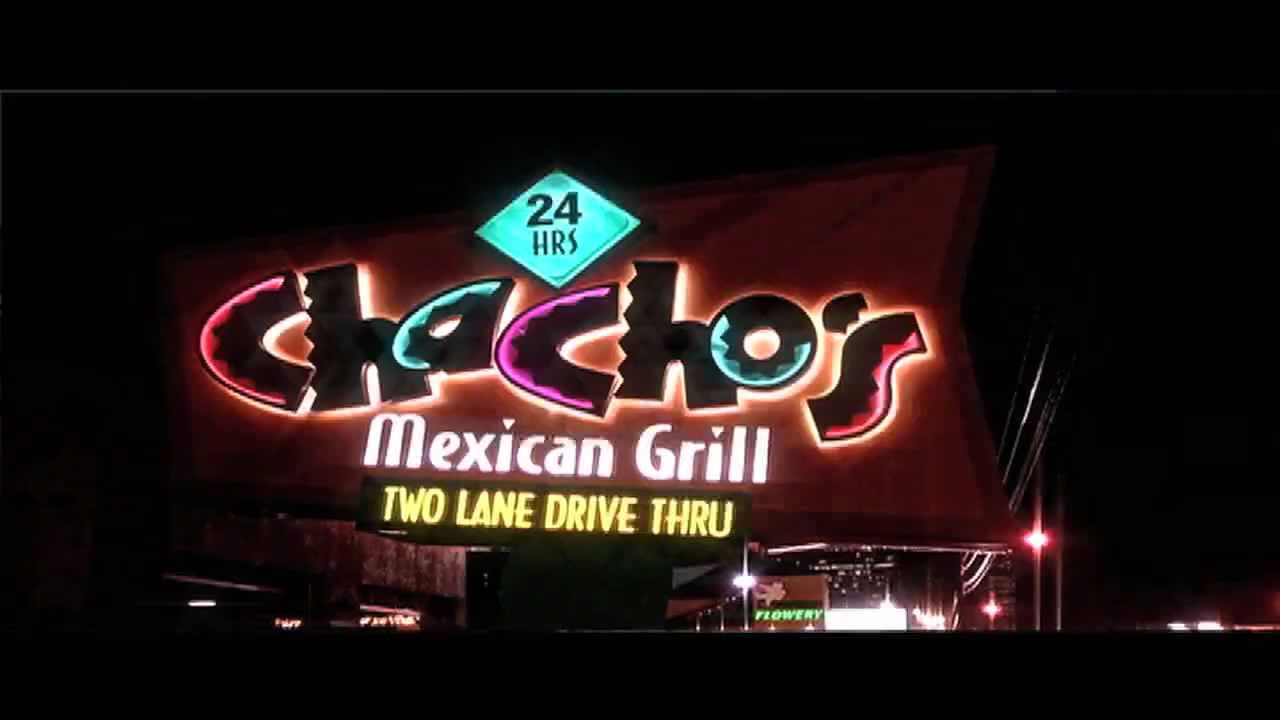 24
HRS
Chacho's
Mexican Grill
TWO LANE DRIVE THRU
FLOWERY